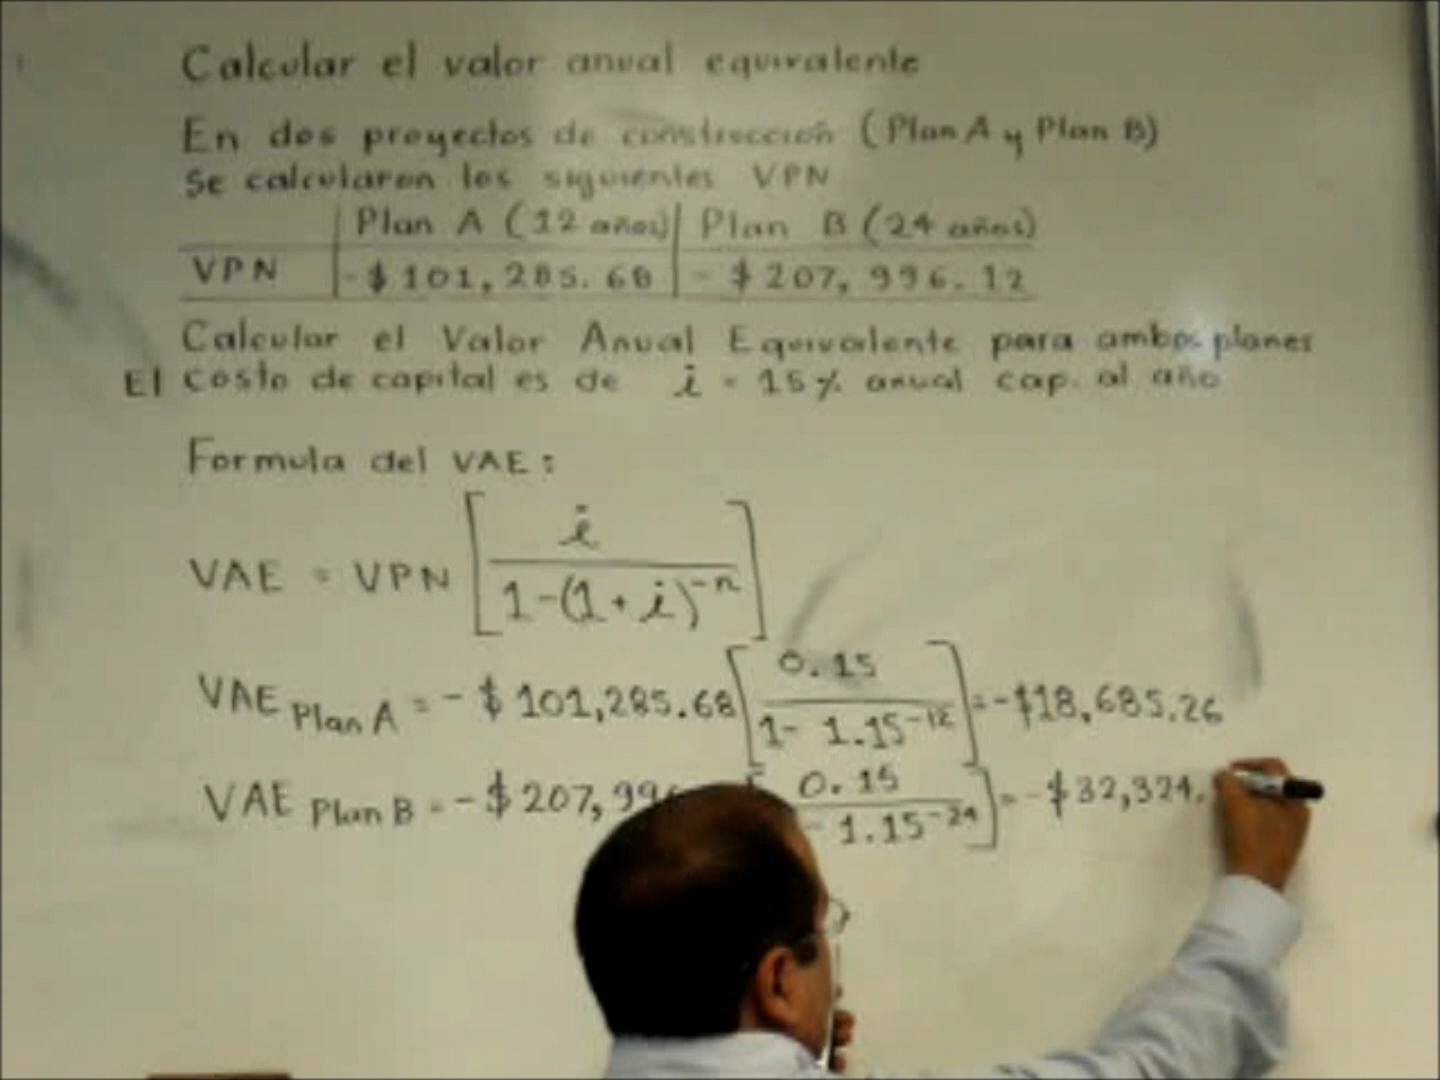 Calcular el valor anual equivalente
En dos proyectos de construcción (Plan A y Plan B)
Se calcularon los siguientes VPN
Plan A (12 años) Plan B (24 años)
VPN -$101,285.68 -$207,996.12
Calcular el Valor Anual Equivalente para ambos planes
El costo de capital es de i = 15% anual cap. al año
Formula del VAE:
VAE = VPN [ i / 1-(1+i)^-n ]
VAE Plan A = -$101,285.68 [ 0.15 / 1- 1.15^-12 ] = -$18,685.26
VAE Plan B = -$207,99 [ 0.15 / - 1.15^-24 ] = -$32,324.